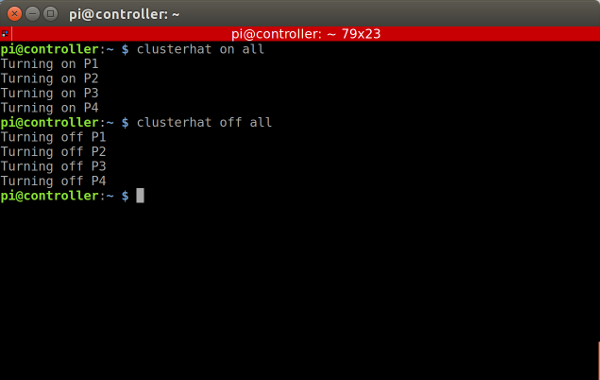 pi@controller: ~
pi@controller: ~ 79x23
pi@controller:~ $ clusterhat on all
Turning on P1
Turning on P2
Turning on P3
Turning on P4
pi@controller:~ $ clusterhat off all
Turning off P1
Turning off P2
Turning off P3
Turning off P4
pi@controller:~ $